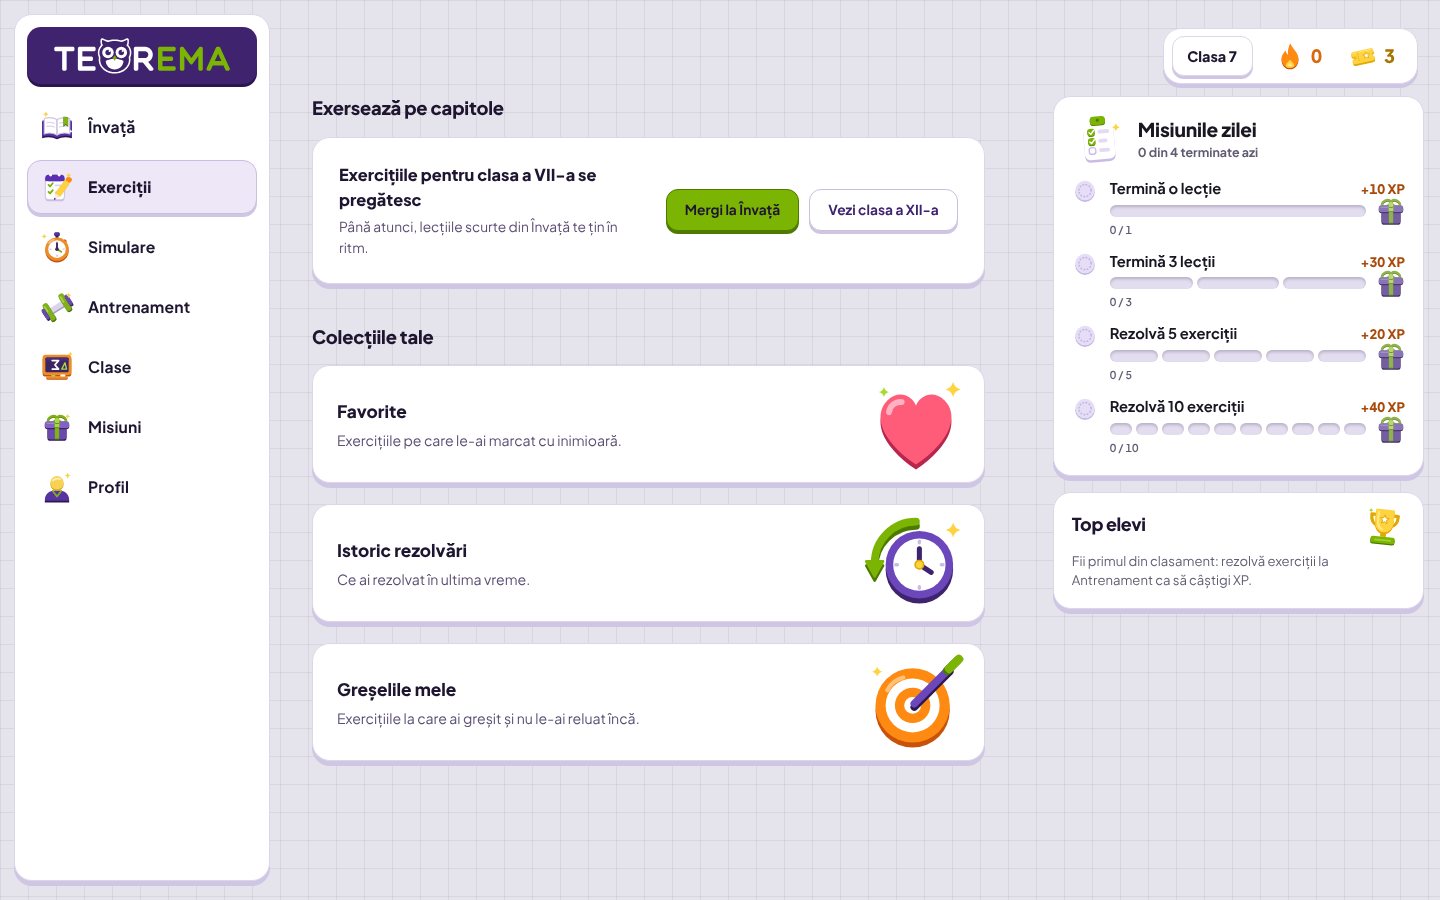 TEOREMA
Învață
Exerciții
Simulare
Antrenament
Clase
Misiuni
Profil
Clasa 7
0
3
Exersează pe capitole
Exercițiile pentru clasa a VII-a se
pregătesc
Până atunci, lecțiile scurte din Învață te țin în
ritm.
Mergi la Învață
Vezi clasa a XII-a
Colecțiile tale
Favorite
Exercițiile pe care le-ai marcat cu inimioară.
Istoric rezolvări
Ce ai rezolvat în ultima vreme.
Greșelile mele
Exercițiile la care ai greșit și nu le-ai reluat încă.
Misiunile zilei
0 din 4 terminate azi
Termină o lecție
+10 XP
0 / 1
Termină 3 lecții
+30 XP
0 / 3
Rezolvă 5 exerciții
+20 XP
0 / 5
Rezolvă 10 exerciții
+40 XP
0 / 10
Top elevi
Fii primul din clasament: rezolvă exerciții la
Antrenament ca să câștigi XP.